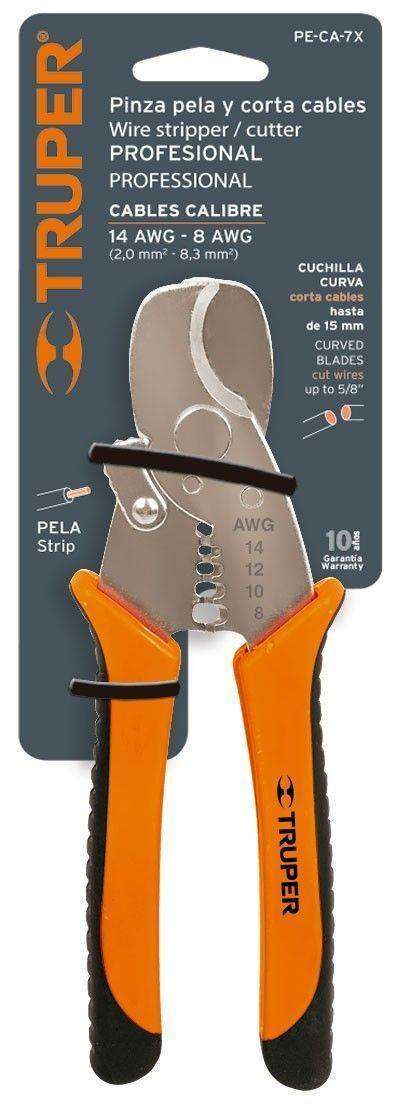 PE-CA-7X
TRUPER®
Pinza pela y corta cables
Wire stripper / cutter
PROFESIONAL
PROFESSIONAL
CABLES CALIBRE
14 AWG - 8 AWG
(2,0 mm² - 8,3 mm²)
CUCHILLA
CURVA
corta cables
hasta
de 15 mm
CURVED
BLADES
cut wires
up to 5/8"
PELA
Strip
AWG
14
12
10
8
10 años
Garantía
Warranty
TRUPER